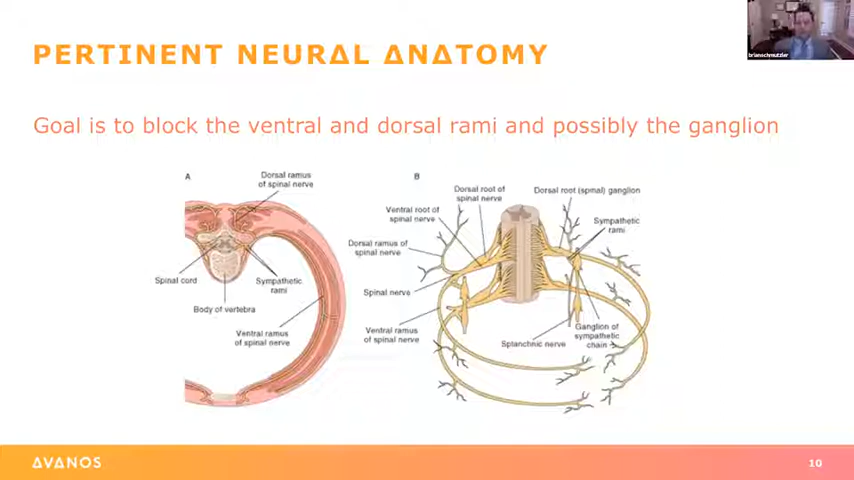 PERTINENT NEURAL ANATOMY
brianschmutzler
Goal is to block the ventral and dorsal rami and possibly the ganglion
A
Dorsal ramus
of spinal nerve
Spinal cord
Sympathetic
rami
Body of vertebra
Ventral ramus
of spinal nerve
B
Dorsal root of
spinal nerve
Dorsal root (spinal) ganglion
Ventral root of
spinal nerve
Sympathetic
rami
Dorsal ramus of
spinal nerve
Spinal nerve
Ventral ramus
of spinal nerve
Splanchnic nerve
Ganglion of
sympathetic
chain
AVANOS
10